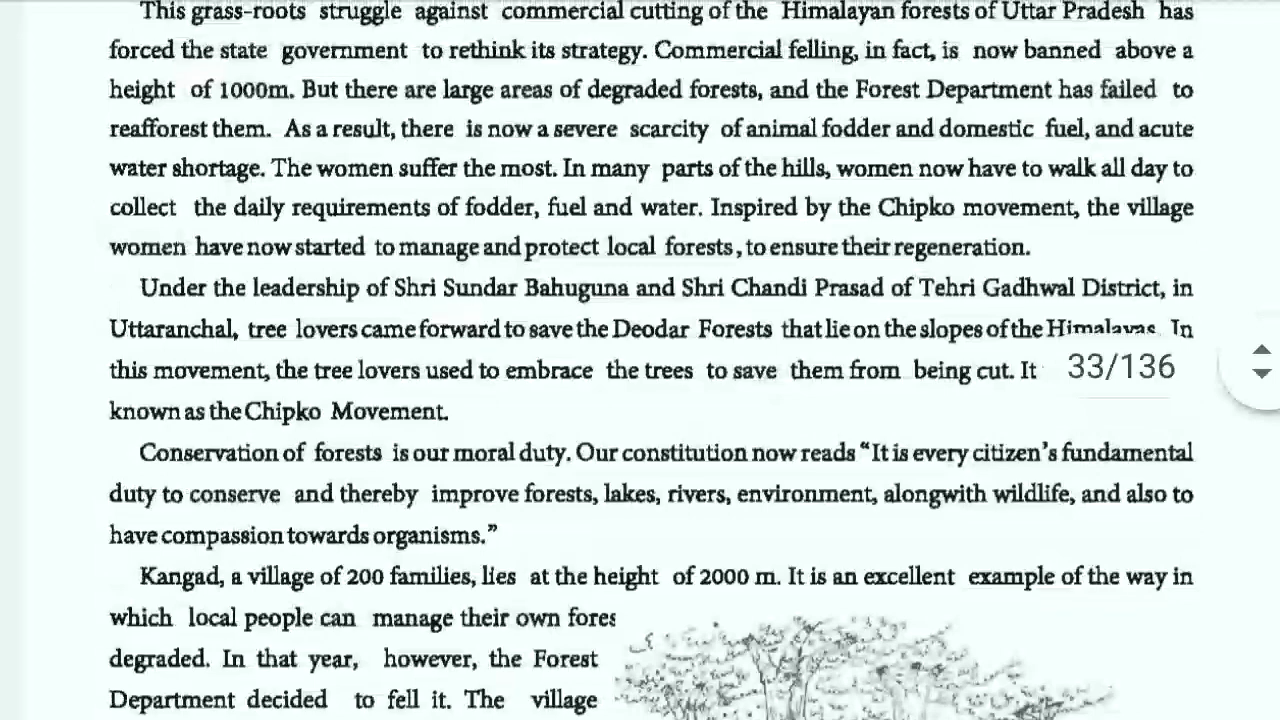 This grass-roots struggle against commercial cutting of the Himalayan forests of Uttar Pradesh has
forced the state government to rethink its strategy. Commercial felling, in fact, is now banned above a
height of 1000m. But there are large areas of degraded forests, and the Forest Department has failed to
reafforest them. As a result, there is now a severe scarcity of animal fodder and domestic fuel, and acute
water shortage. The women suffer the most. In many parts of the hills, women now have to walk all day to
collect the daily requirements of fodder, fuel and water. Inspired by the Chipko movement, the village
women have now started to manage and protect local forests, to ensure their regeneration.
Under the leadership of Shri Sundar Bahuguna and Shri Chandi Prasad of Tehri Gadhwal District, in
Uttaranchal, tree lovers came forward to save the Deodar Forests that lie on the slopes of the Himalayas In
this movement, the tree lovers used to embrace the trees to save them from being cut. It
33/136
known as the Chipko Movement.
Conservation of forests is our moral duty. Our constitution now reads “It is every citizen’s fundamental
duty to conserve and thereby improve forests, lakes, rivers, environment, alongwith wildlife, and also to
have compassion towards organisms.”
Kangad, a village of 200 families, lies at the height of 2000 m. It is an excellent example of the way in
which local people can manage their own fores
degraded. In that year, however, the Forest
Department decided to fell it. The village